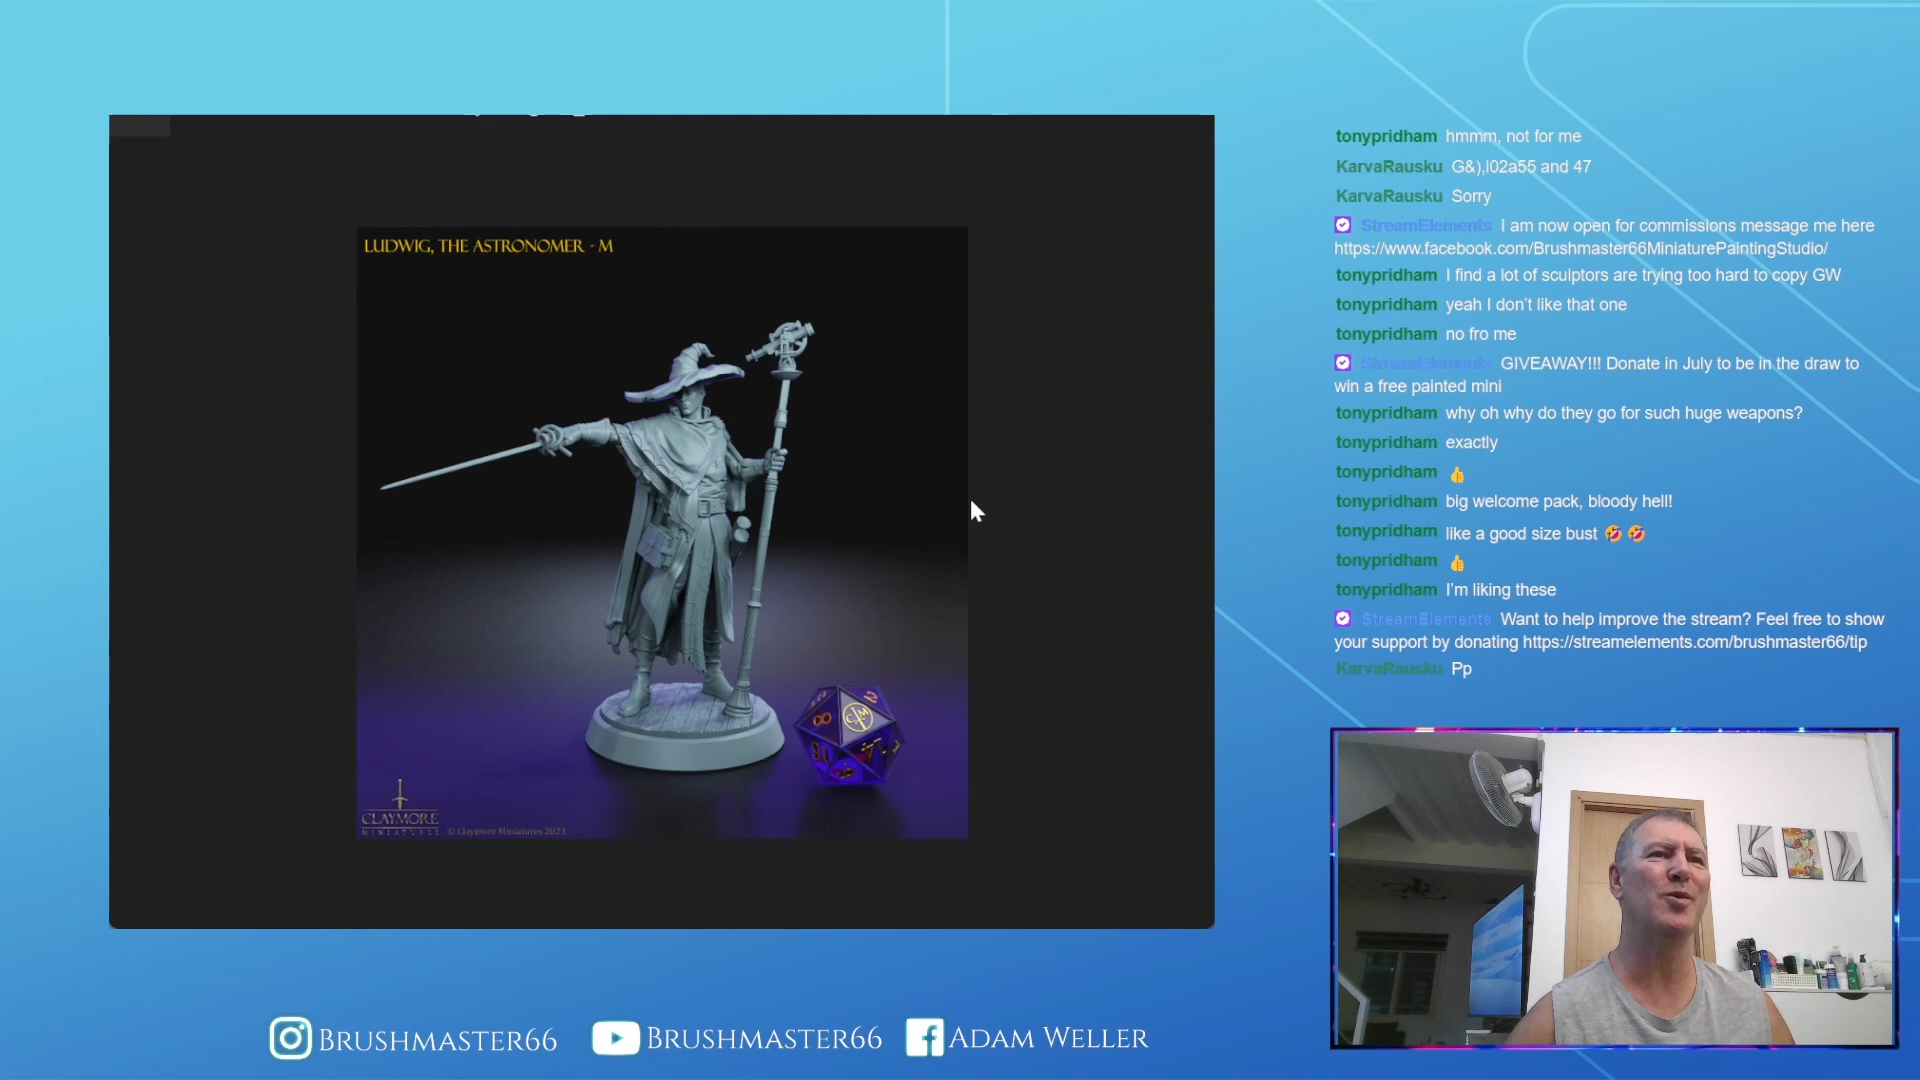 LUDWIG, THE ASTRONOMER - M
CLAYMORE
MINIATURES
© Claymore Miniatures 2023
tonypridham hmmm, not for me
KarvaRausku G&),l02a55 and 47
KarvaRausku Sorry
StreamElements I am now open for commissions message me here
https://www.facebook.com/Brushmaster66MiniaturePaintingStudio/
tonypridham I find a lot of sculptors are trying too hard to copy GW
tonypridham yeah I don't like that one
tonypridham no fro me
StreamElements GIVEAWAY!!! Donate in July to be in the draw to
win a free painted mini
tonypridham why oh why do they go for such huge weapons?
tonypridham exactly
tonypridham 👍
tonypridham big welcome pack, bloody hell!
tonypridham like a good size bust 🤣 🤣
tonypridham 👍
tonypridham I'm liking these
StreamElements Want to help improve the stream? Feel free to show
your support by donating https://streamelements.com/brushmaster66/tip
KarvaRausku Pp
BRUSHMASTER66
BRUSHMASTER66
ADAM WELLER